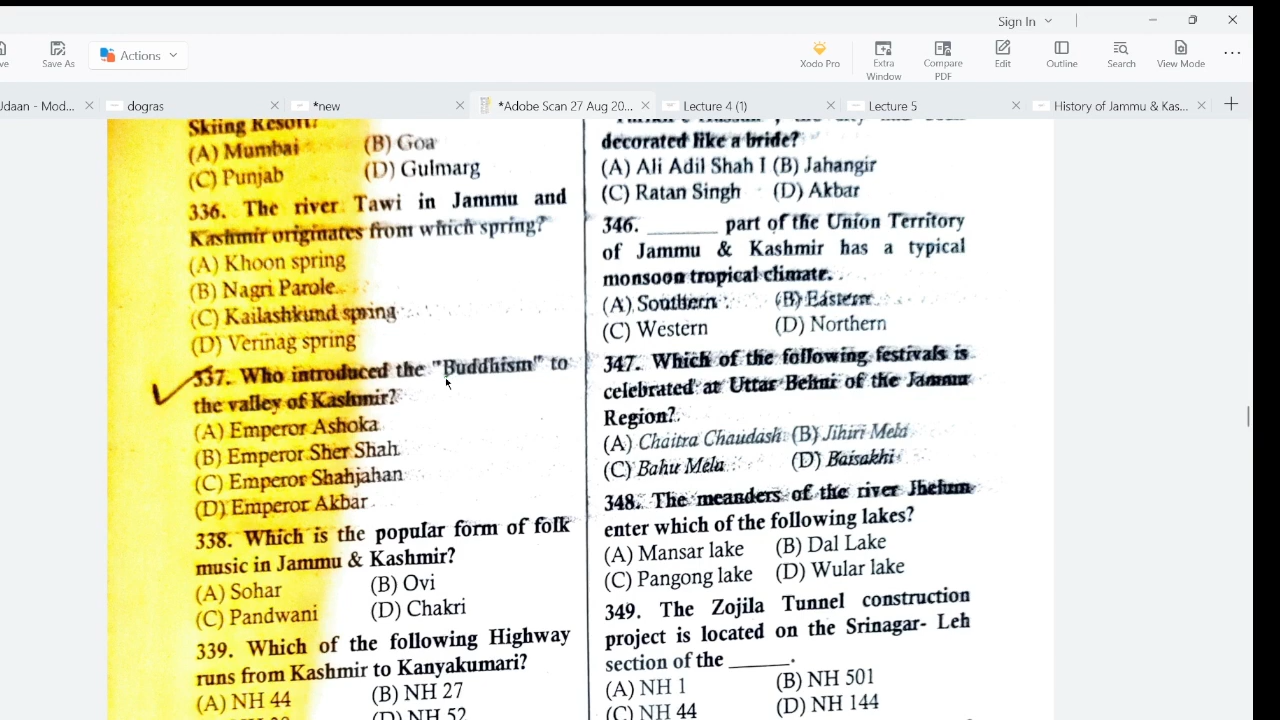 Sign In
Save As
Actions
Xodo Pro
Extra
Window
Compare
PDF
Edit
Outline
Search
View Mode
Udaan - Mod...
dogras
*new
*Adobe Scan 27 Aug 20...
Lecture 4 (1)
Lecture 5
History of Jammu & Kas...
Skiing Resort?
(A) Mumbai (B) Goa
(C) Punjab (D) Gulmarg
336. The river Tawi in Jammu and
Kashmir originates from which spring?
(A) Khoon spring
(B) Nagri Parole
(C) Kailashkund spring
(D) Verinag spring
337. Who introduced the "Buddhism" to
the valley of Kashmir?
(A) Emperor Ashoka
(B) Emperor Sher Shah
(C) Emperor Shahjahan
(D) Emperor Akbar
338. Which is the popular form of folk
music in Jammu & Kashmir?
(A) Sohar (B) Ovi
(C) Pandwani (D) Chakri
339. Which of the following Highway
runs from Kashmir to Kanyakumari?
(A) NH 44 (B) NH 27
(D) NH 52
decorated like a bride?
(A) Ali Adil Shah I (B) Jahangir
(C) Ratan Singh (D) Akbar
346. ________ part of the Union Territory
of Jammu & Kashmir has a typical
monsoon tropical climate.
(A) Southern (B) Eastern
(C) Western (D) Northern
347. Which of the following festivals is
celebrated at Uttar Behni of the Jammu
Region?
(A) Chaitra Chaudash (B) Jihiri Mela
(C) Bahu Mela (D) Baisakhi
348. The meanders of the river Jhelum
enter which of the following lakes?
(A) Mansar lake (B) Dal Lake
(C) Pangong lake (D) Wular lake
349. The Zojila Tunnel construction
project is located on the Srinagar- Leh
section of the ______.
(A) NH 1 (B) NH 501
(C) NH 44 (D) NH 144